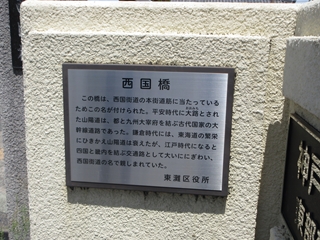 西国橋
この橋は、西国街道の本街道筋に当たっている
ためこの名が付けられた。平安時代に大路とされ
た山陽道は、都と九州大宰府を結ぶ古代国家の大
幹線道路であった。鎌倉時代には、東海道の繁栄
にひきかえ山陽道は衰えたが、江戸時代になると
四国と畿内を結ぶ交通路として大いににぎわい、
西国街道の名で親しまれていた。
東灘区役所